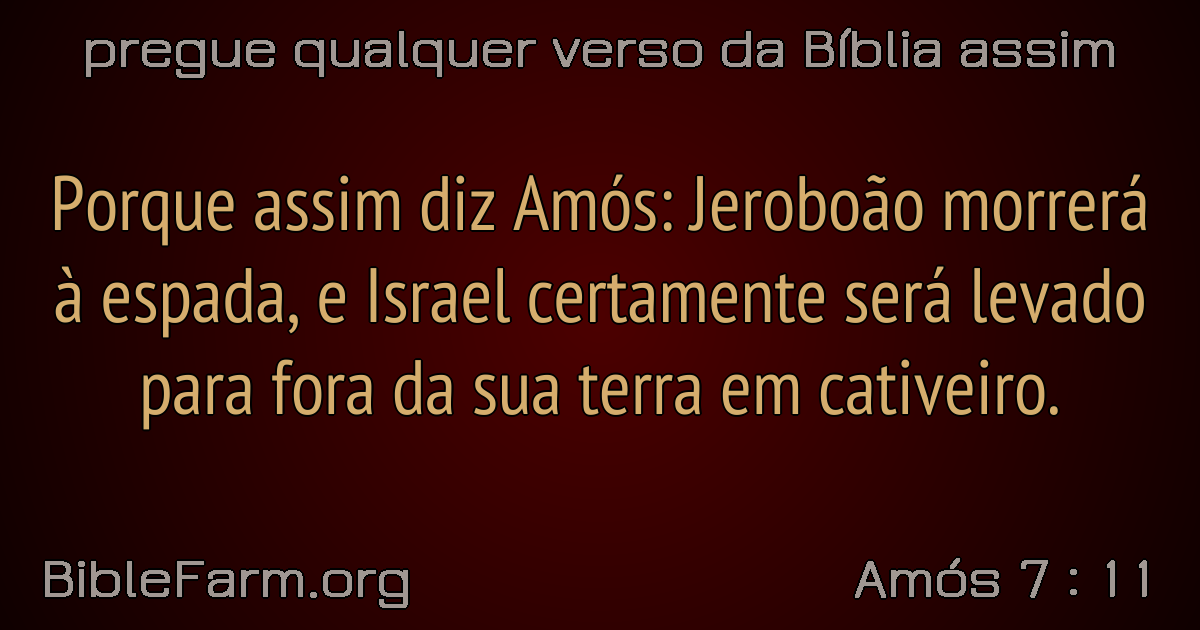 pregue qualquer verso da Bíblia assim
Porque assim diz Amós: Jeroboão morrerá
à espada, e Israel certamente será levado
para fora da sua terra em cativeiro.
BibleFarm.org
Amós 7 : 11